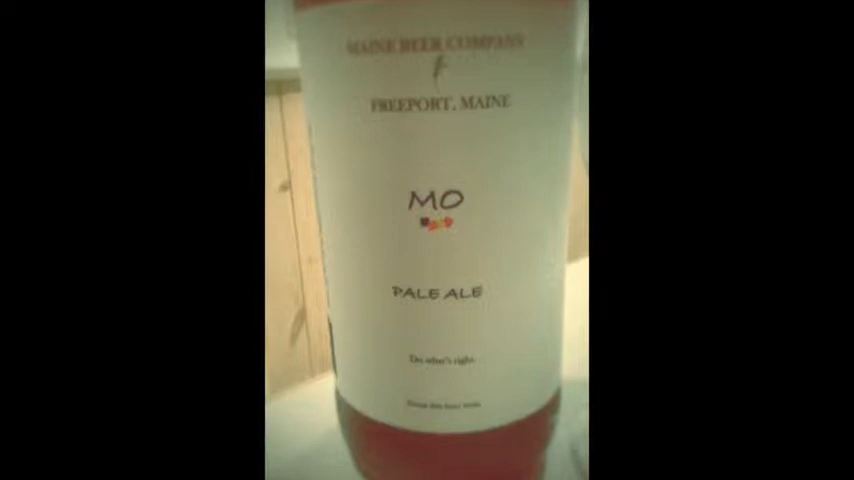 MAINE BEER COMPANY
FREEPORT, MAINE
MO
PALE ALE
Do what's right